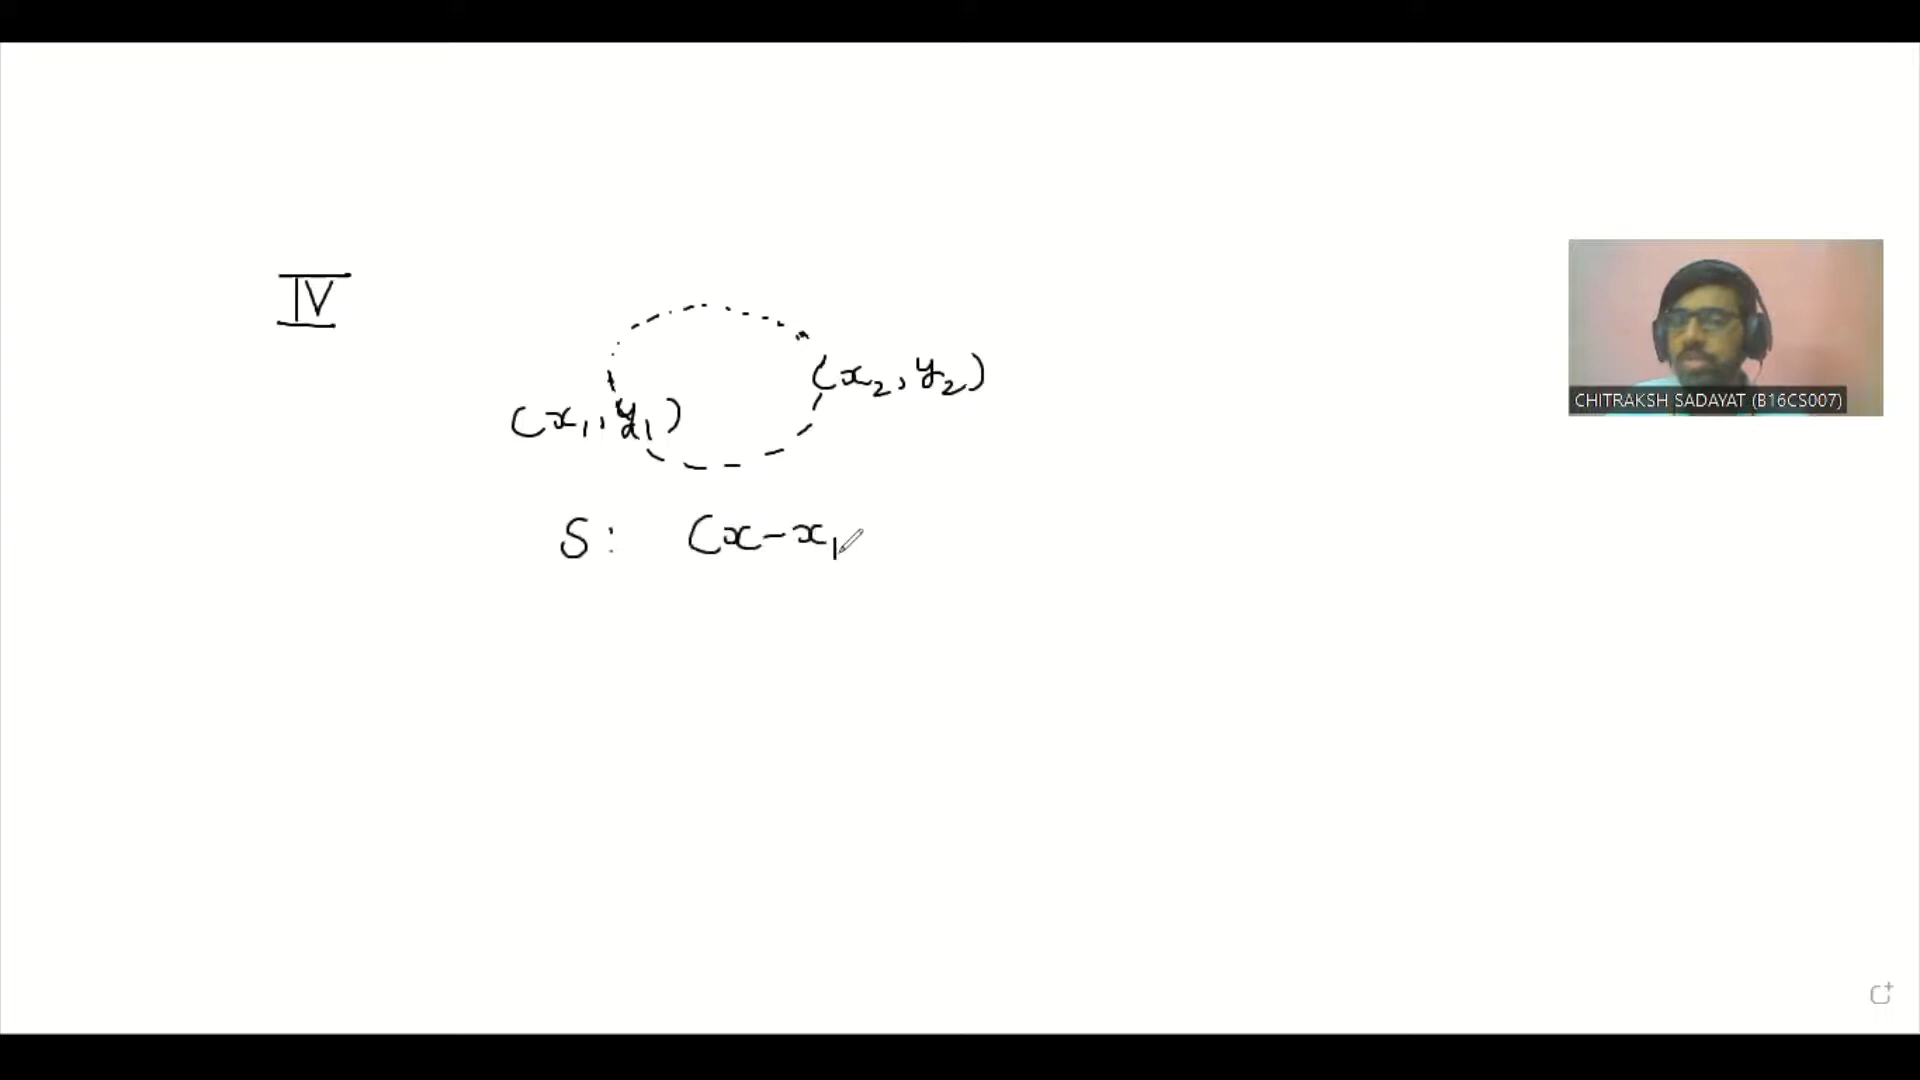 IV
(x₂, y₂)
(x₁, y₁)
CHITRAKSH SADAYAT (B16CS007)
S: (x-x₁